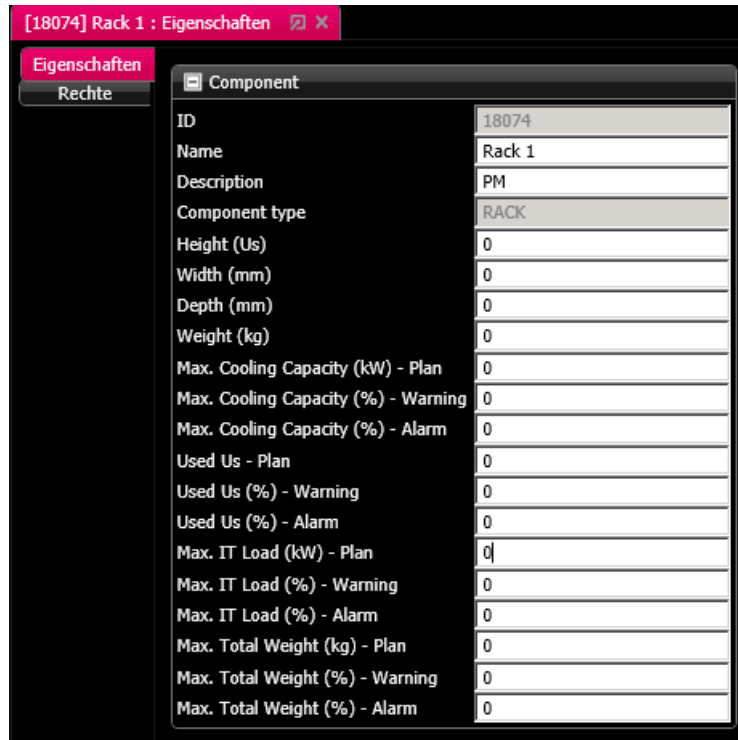 [18074] Rack 1 : Eigenschaften
Eigenschaften
Rechte
Component
ID 18074
Name Rack 1
Description PM
Component type RACK
Height (Us) 0
Width (mm) 0
Depth (mm) 0
Weight (kg) 0
Max. Cooling Capacity (kW) - Plan 0
Max. Cooling Capacity (%) - Warning 0
Max. Cooling Capacity (%) - Alarm 0
Used Us - Plan 0
Used Us (%) - Warning 0
Used Us (%) - Alarm 0
Max. IT Load (kW) - Plan 0
Max. IT Load (%) - Warning 0
Max. IT Load (%) - Alarm 0
Max. Total Weight (kg) - Plan 0
Max. Total Weight (%) - Warning 0
Max. Total Weight (%) - Alarm 0